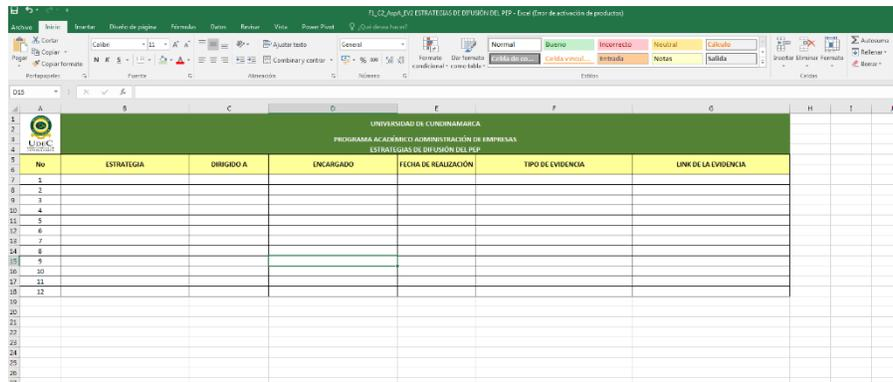 71_C2_AspA_EV2 ESTRATEGIAS DE DIFUSIÓN DEL PEP - Excel (Error de activación de productos)
Archivo Inicio Insertar Diseño de página Fórmulas Datos Revisar Vista Power Pivot ¿Qué desea hacer?
Cortar
Copiar
Copiar formato
Pegar
Calibri 11
Ajustar texto
Combinar y centrar
General
Formato condicional
Dar formato como tabla
Normal Bueno Incorrecto Neutral Cálculo
Celda de co... Celda vincul... Entrada Notas Salida
Insertar Eliminar Formato
Autosuma
Rellenar
Borrar
Portapapeles Fuente Alineación Número Estilos Celdas
D15
A B C D E F G H I
UDEC
UNIVERSIDAD DE CUNDINAMARCA
PROGRAMA ACADÉMICO ADMINISTRACIÓN DE EMPRESAS
ESTRATEGIAS DE DIFUSIÓN DEL PEP
No ESTRATEGIA DIRIGIDO A ENCARGADO FECHA DE REALIZACIÓN TIPO DE EVIDENCIA LINK DE LA EVIDENCIA
1
2
3
4
5
6
7
8
9
10
11
12